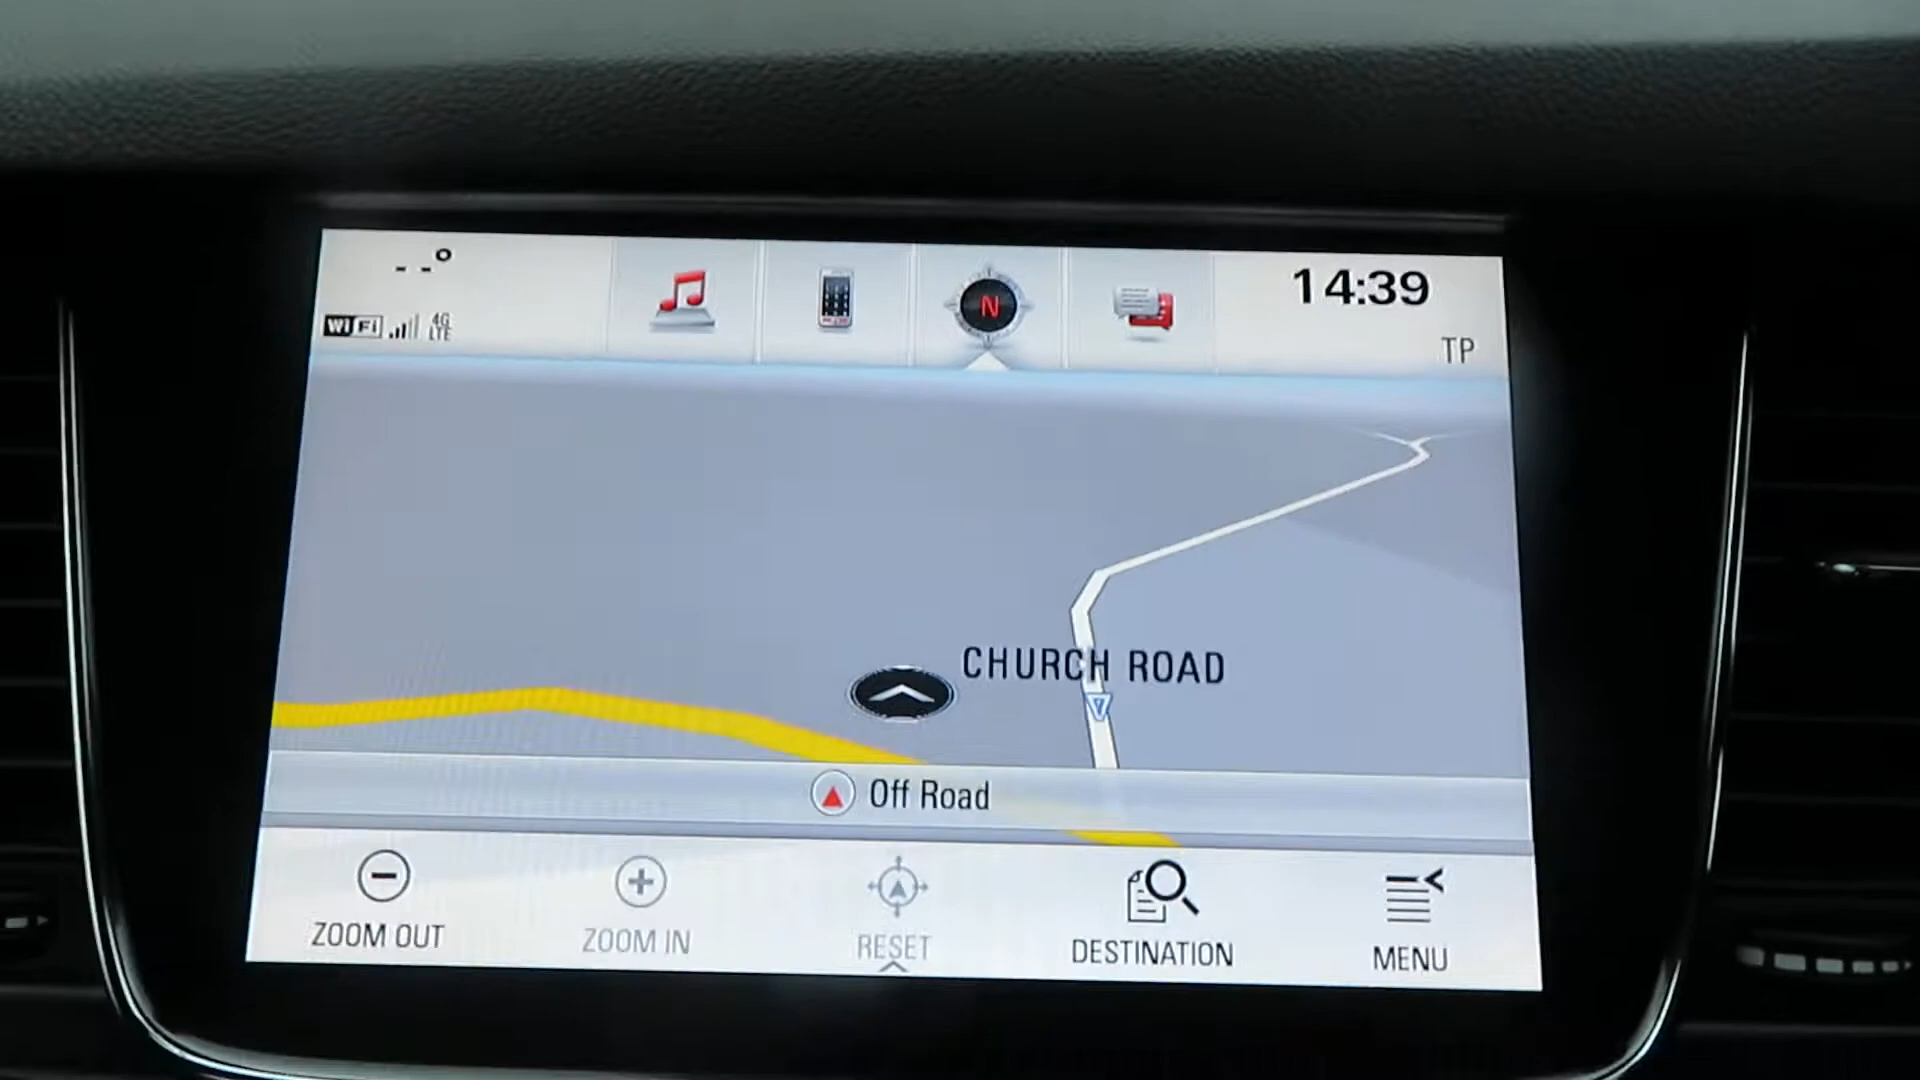 --°
14:39
WiFi 4G LTE
TP
N
CHURCH ROAD
Off Road
ZOOM OUT
ZOOM IN
RESET
DESTINATION
MENU